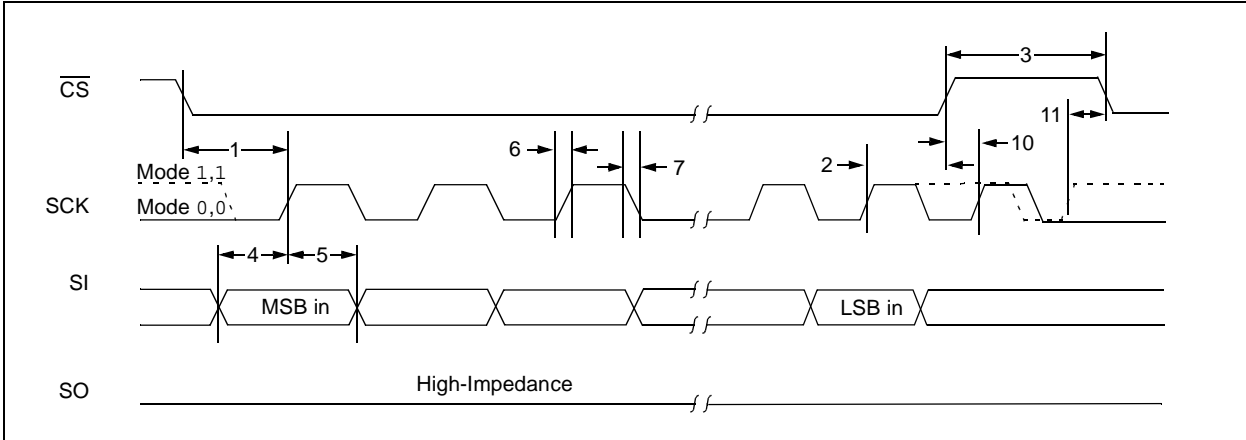 3
CS
11
1
6
7
2
10
Mode 1,1
SCK
Mode 0,0
4
5
SI
MSB in
LSB in
High-Impedance
SO